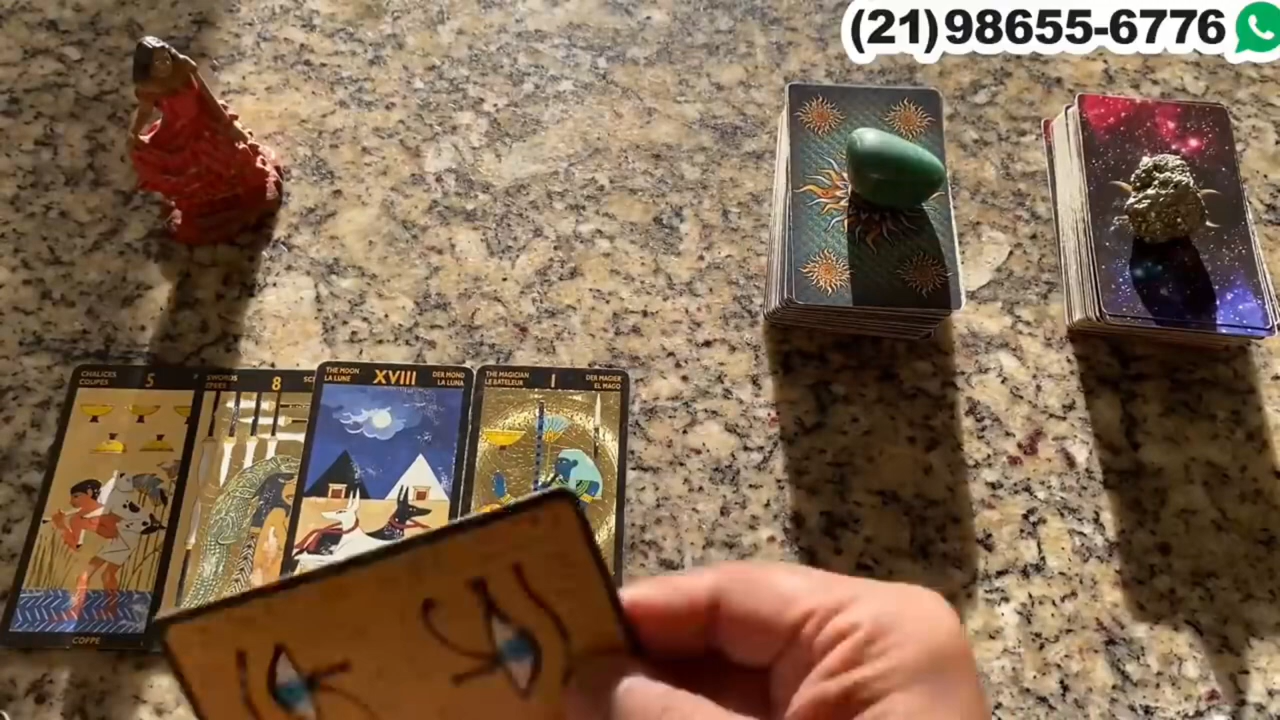 (21)98655-6776
CHALICES
COUPES
5
COPPE
SWORDS
8
THE MOON
LA LUNE
XVIII
DER MOND
LA LUNA
THE MAGICIAN
LE BATELEUR
I
DER MAGIER
EL MAGO